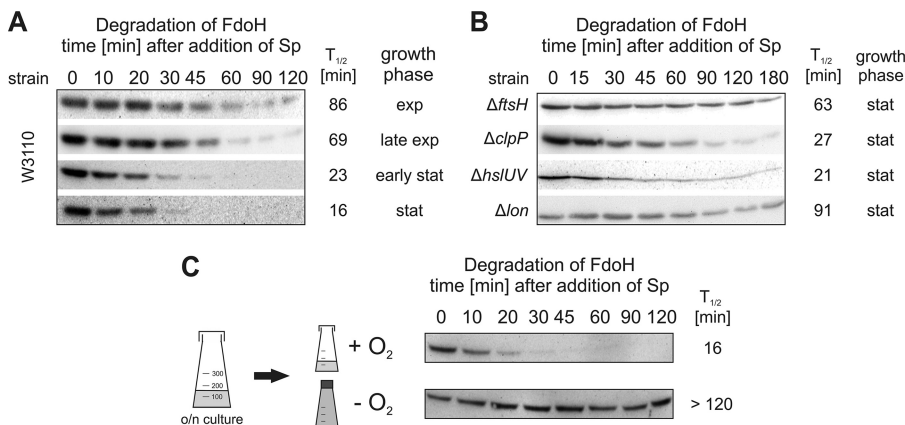 A
Degradation of FdoH
time [min] after addition of Sp
strain 0 10 20 30 45 60 90 120 T1/2 [min] growth phase
W3110
86 exp
69 late exp
23 early stat
16 stat
B
Degradation of FdoH
time [min] after addition of Sp
strain 0 15 30 45 60 90 120 180 T1/2 [min] growth phase
ΔftsH 63 stat
ΔclpP 27 stat
ΔhslUV 21 stat
Δlon 91 stat
C
Degradation of FdoH
time [min] after addition of Sp
0 10 20 30 45 60 90 120 T1/2 [min]
+ O2 16
- O2 > 120
300
200
100
o/n culture